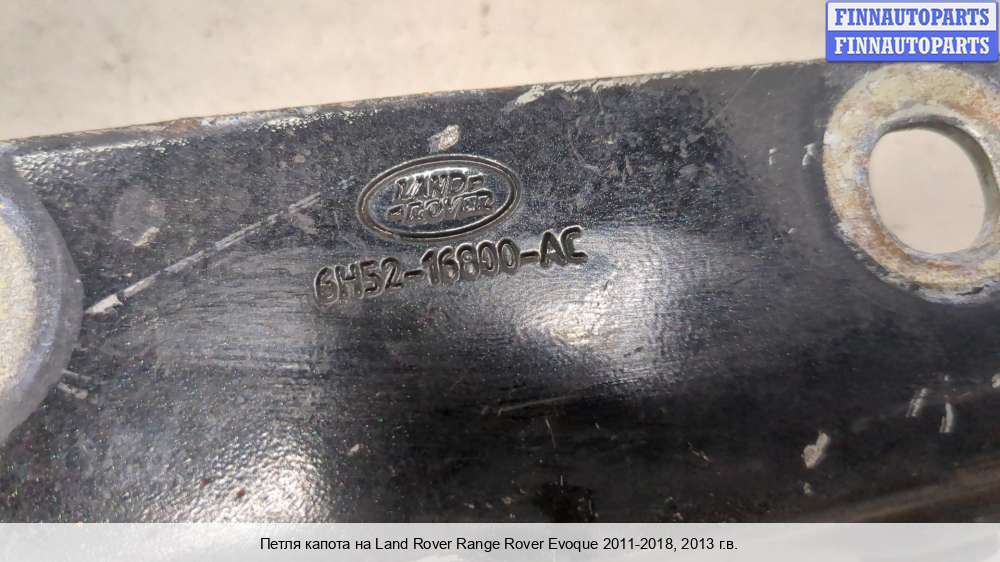 FINNAUTOPARTS
FINNAUTOPARTS
LAND-
-ROVER
6H52-16800-AC
Петля капота на Land Rover Range Rover Evoque 2011-2018, 2013 г.в.